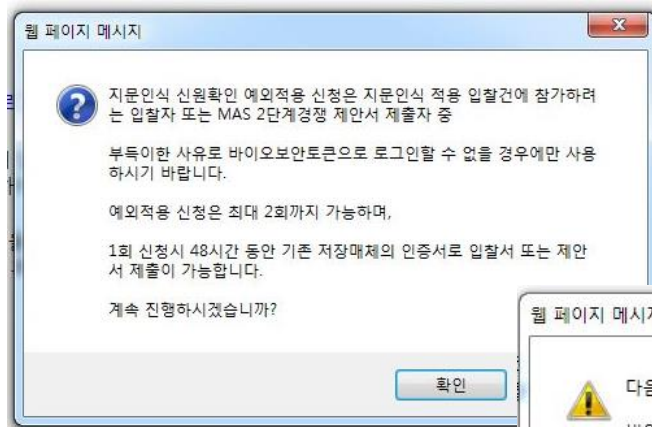 웹 페이지 메시지
지문인식 신원확인 예외적용 신청은 지문인식 적용 입찰건에 참가하려
는 입찰자 또는 MAS 2단계경쟁 제안서 제출자 중
부득이한 사유로 바이오보안토큰으로 로그인할 수 없을 경우에만 사용
하시기 바랍니다.
예외적용 신청은 최대 2회까지 가능하며,
1회 신청시 48시간 동안 기존 저장매체의 인증서로 입찰서 또는 제안
서 제출이 가능합니다.
계속 진행하시겠습니까?
확인
웹 페이지 메시지
다음